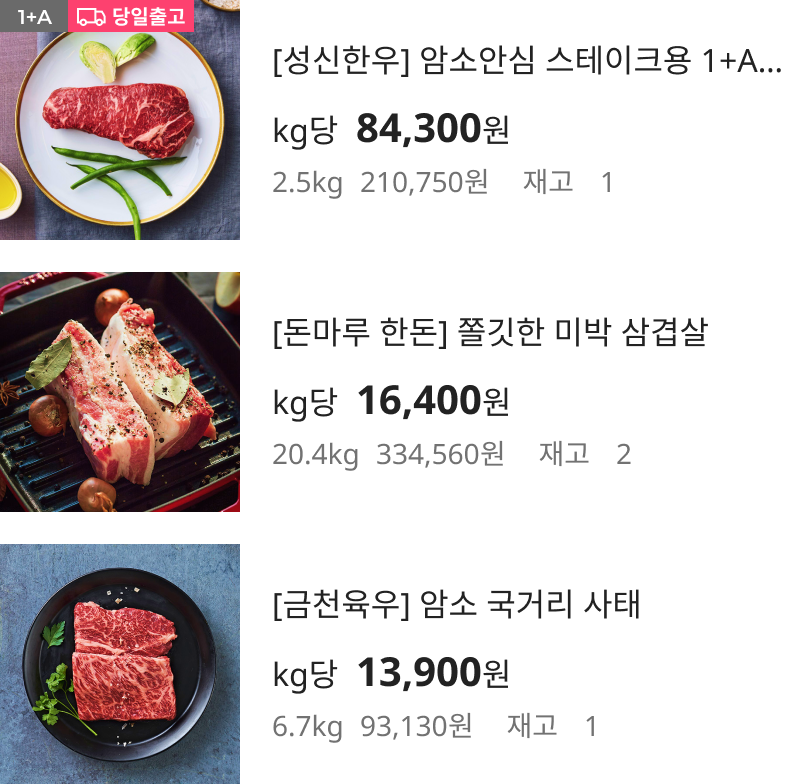 1+A 당일출고
[성신한우] 암소안심 스테이크용 1+A...
kg당 84,300원
2.5kg 210,750원 재고 1
[돈마루 한돈] 쫄깃한 미박 삼겹살
kg당 16,400원
20.4kg 334,560원 재고 2
[금천육우] 암소 국거리 사태
kg당 13,900원
6.7kg 93,130원 재고 1